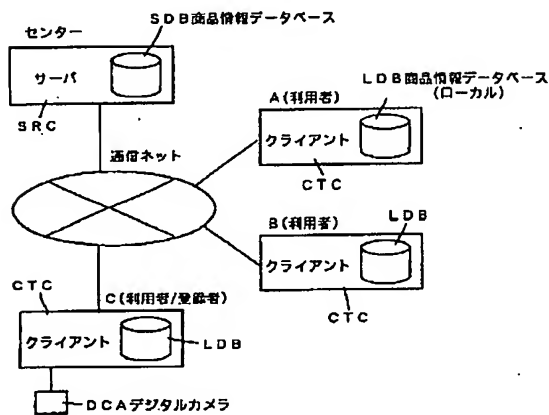 センター
SDB商品情報データベース
サーバ
SRC
通信ネット
A(利用者)
LDB商品情報データベース
(ローカル)
クライアント
CTC
B(利用者)
LDB
クライアント
CTC
CTC
C(利用者/登録者)
クライアント
LDB
DCAデジタルカメラ